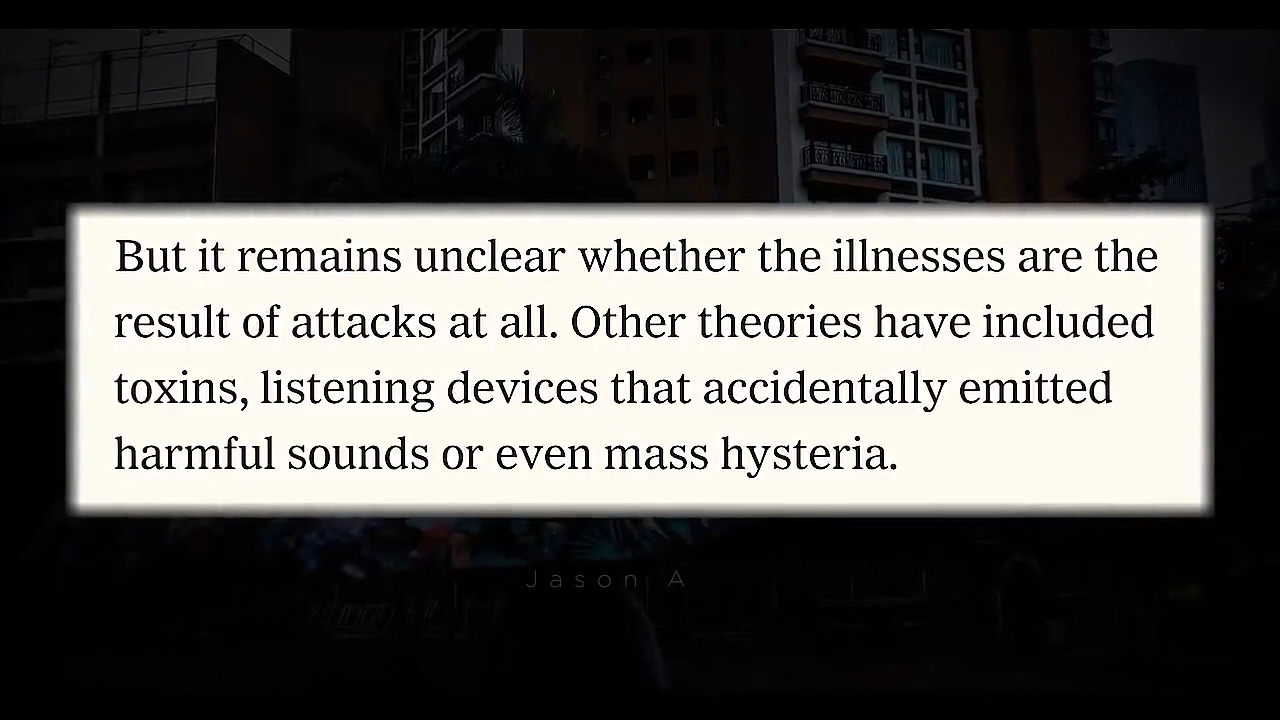 But it remains unclear whether the illnesses are the
result of attacks at all. Other theories have included
toxins, listening devices that accidentally emitted
harmful sounds or even mass hysteria.
Jason A